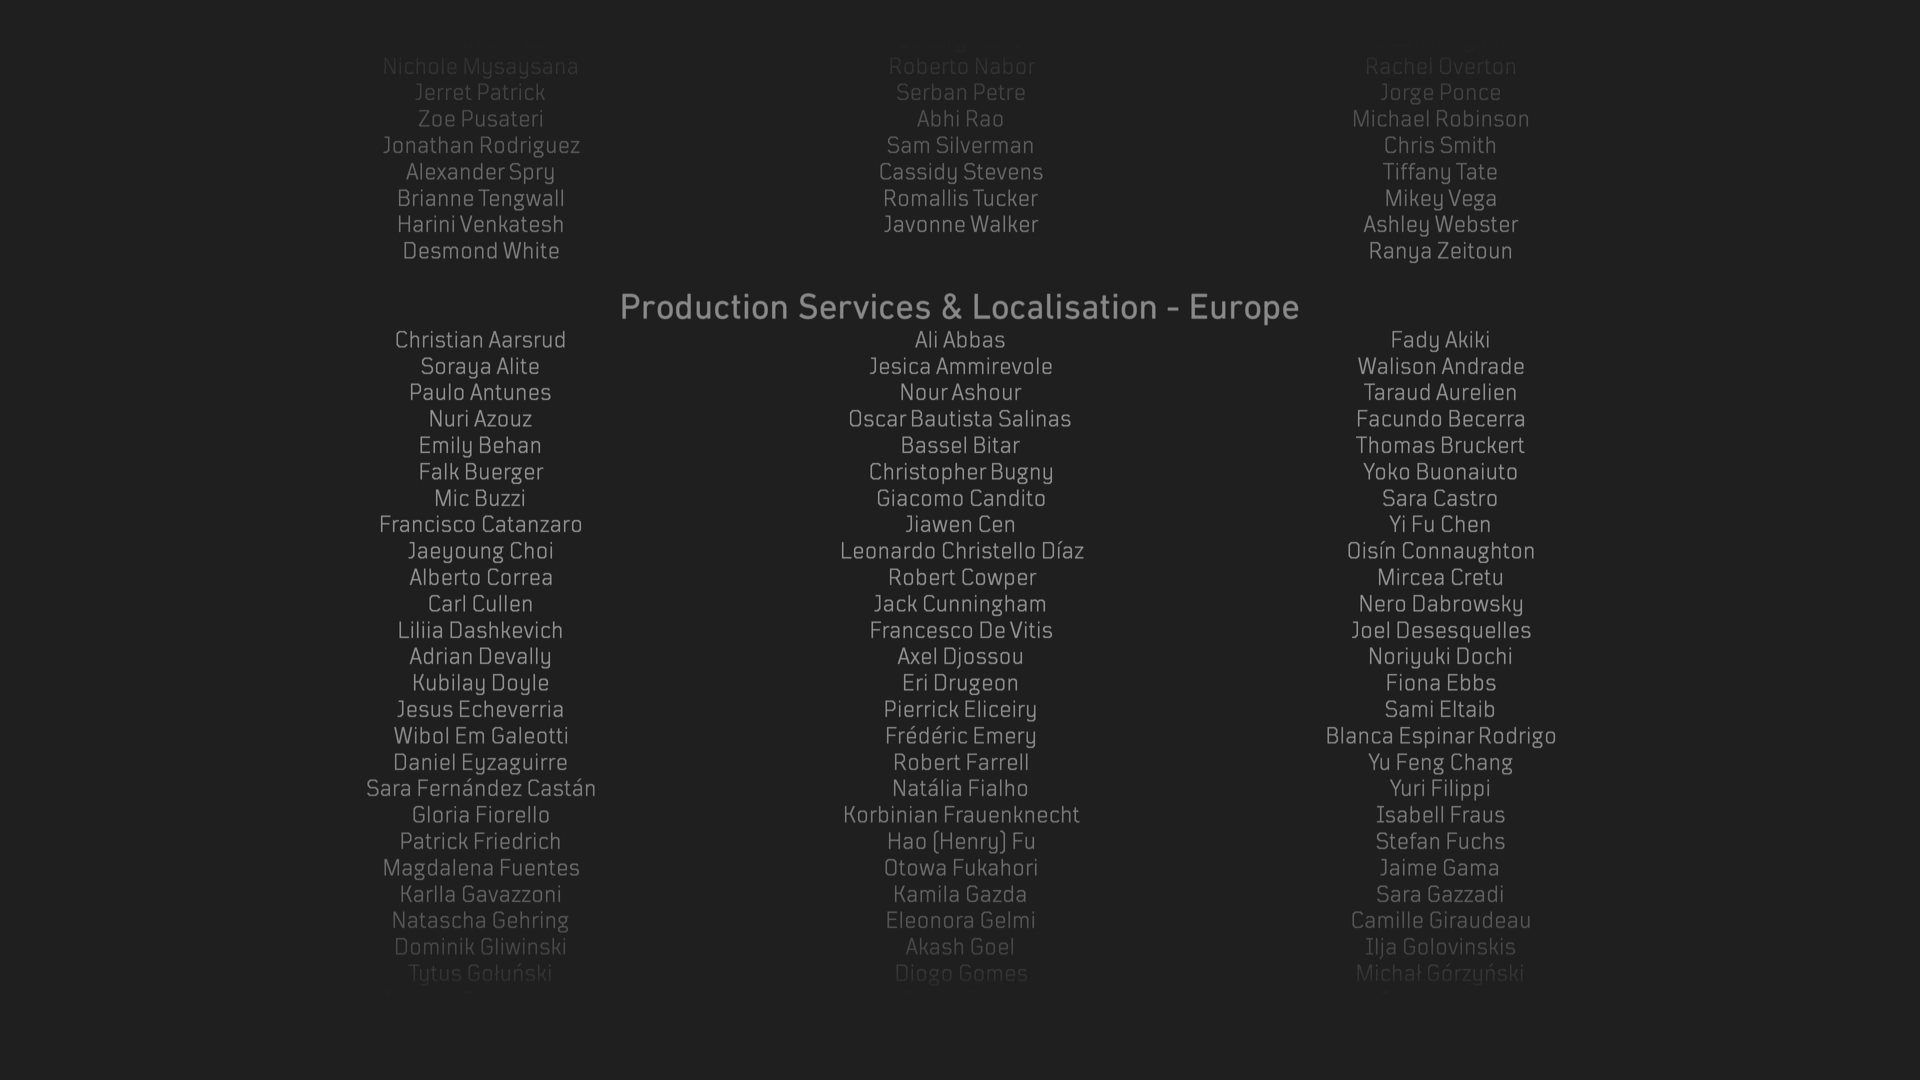 Nichole Mysaysana Roberto Nabor Rachel Overton
Jerret Patrick Serban Petre Jorge Ponce
Zoe Pusateri Abhi Rao Michael Robinson
Jonathan Rodriguez Sam Silverman Chris Smith
Alexander Spry Cassidy Stevens Tiffany Tate
Brianne Tengwall Romallis Tucker Mikey Vega
Harini Venkatesh Javonne Walker Ashley Webster
Desmond White Ranya Zeitoun
Production Services & Localisation - Europe
Christian Aarsrud Ali Abbas Fady Akiki
Soraya Alite Jesica Ammirevole Walison Andrade
Paulo Antunes Nour Ashour Taraud Aurelien
Nuri Azouz Oscar Bautista Salinas Facundo Becerra
Emily Behan Bassel Bitar Thomas Bruckert
Falk Buerger Christopher Bugny Yoko Buonaiuto
Mic Buzzi Giacomo Candito Sara Castro
Francisco Catanzaro Jiawen Cen Yi Fu Chen
Jaeyoung Choi Leonardo Christello Díaz Oisín Connaughton
Alberto Correa Robert Cowper Mircea Cretu
Carl Cullen Jack Cunningham Nero Dabrowsky
Liliia Dashkevich Francesco De Vitis Joel Desesquelles
Adrian Devally Axel Djossou Noriyuki Dochi
Kubilay Doyle Eri Drugeon Fiona Ebbs
Jesus Echeverria Pierrick Eliceiry Sami Eltaib
Wibol Em Galeotti Frédéric Emery Blanca Espinar Rodrigo
Daniel Eyzaguirre Robert Farrell Yu Feng Chang
Sara Fernández Castán Natália Fialho Yuri Filippi
Gloria Fiorello Korbinian Frauenknecht Isabell Fraus
Patrick Friedrich Hao (Henry) Fu Stefan Fuchs
Magdalena Fuentes Otowa Fukahori Jaime Gama
Karlla Gavazzoni Kamila Gazda Sara Gazzadi
Natascha Gehring Eleonora Gelmi Camille Giraudeau
Dominik Gliwinski Akash Goel Ilja Golovinskis
Tytus Gołuński Diogo Gomes Michał Górzyński